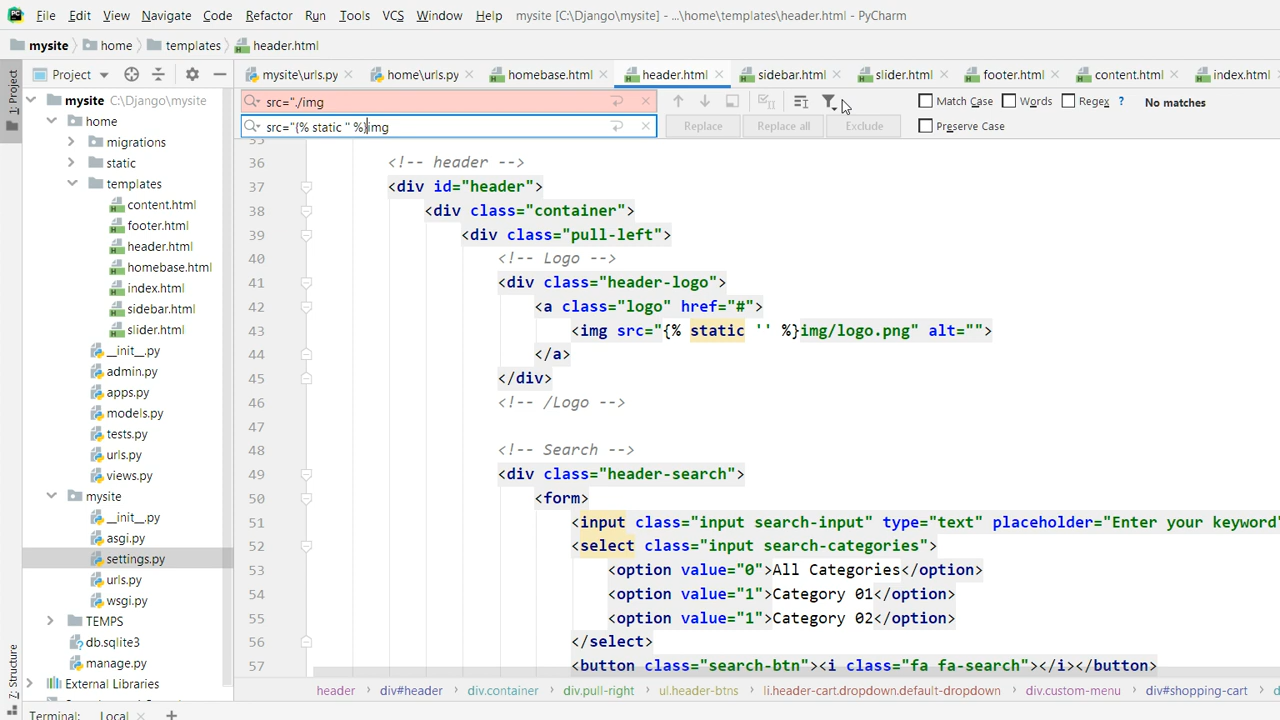 File Edit View Navigate Code Refactor Run Tools VCS Window Help mysite [C:\Django\mysite] - ...\home\templates\header.html - PyCharm
mysite home templates header.html
Project mysite\urls.py home\urls.py homebase.html header.html sidebar.html slider.html footer.html content.html index.html
1: Project
mysite C:\Django\mysite
home
migrations
static
templates
content.html
footer.html
header.html
homebase.html
index.html
sidebar.html
slider.html
__init__.py
admin.py
apps.py
models.py
tests.py
urls.py
views.py
mysite
__init__.py
asgi.py
settings.py
urls.py
wsgi.py
TEMPS
db.sqlite3
manage.py
External Libraries
7: Structure
src="./img
Match Case Words Regex ? No matches
src="{% static '' %}img
Replace Replace all Exclude Preserve Case
35
36 <!-- header -->
37 <div id="header">
38 <div class="container">
39 <div class="pull-left">
40 <!-- Logo -->
41 <div class="header-logo">
42 <a class="logo" href="#">
43 <img src="{% static '' %}img/logo.png" alt="">
44 </a>
45 </div>
46 <!-- /Logo -->
47
48 <!-- Search -->
49 <div class="header-search">
50 <form>
51 <input class="input search-input" type="text" placeholder="Enter your keyword"
52 <select class="input search-categories">
53 <option value="0">All Categories</option>
54 <option value="1">Category 01</option>
55 <option value="1">Category 02</option>
56 </select>
57 <button class="search-btn"><i class="fa fa-search"></i></button>
header div#header div.container div.pull-right ul.header-btns li.header-cart.dropdown.default-dropdown div.custom-menu div#shopping-cart
Terminal: Local +